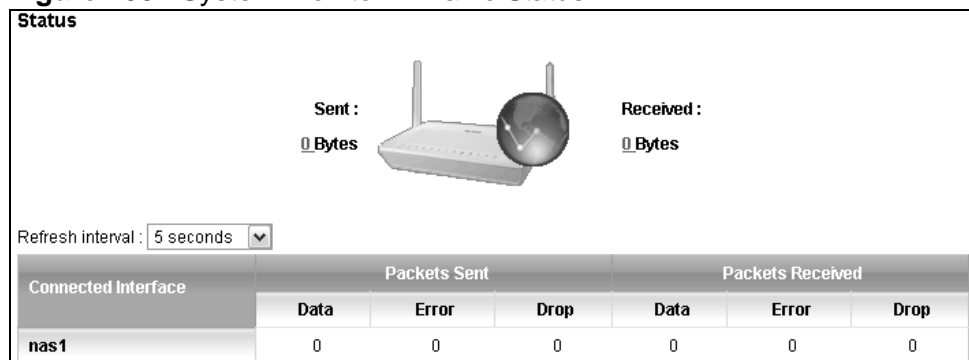 Status
Sent :
Received :
0 Bytes
0 Bytes
Refresh interval : 5 seconds
Connected Interface
Packets Sent
Packets Received
Data Error Drop Data Error Drop
nas1 0 0 0 0 0 0